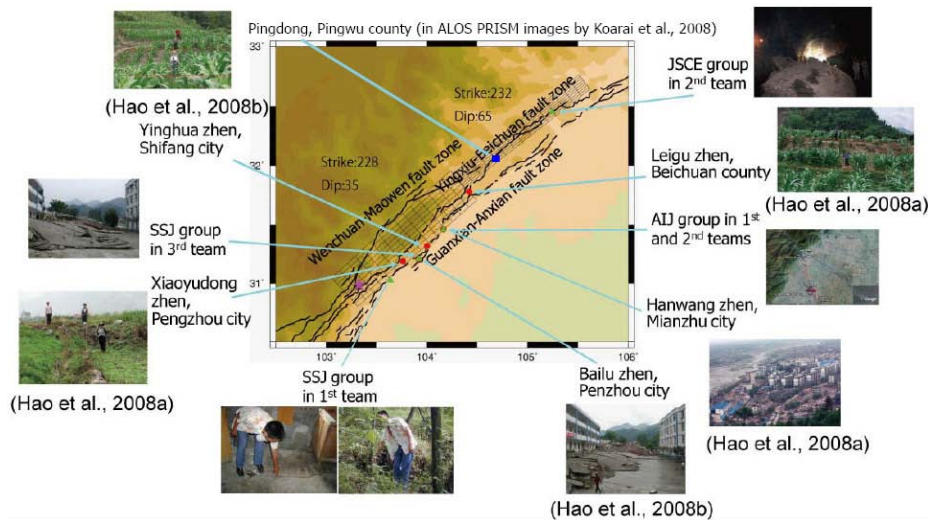 Pingdong, Pingwu county (in ALOS PRISM images by Koarai et al., 2008)
(Hao et al., 2008b)
Yinghua zhen,
Shifang city
SSJ group
in 3rd team
Xiaoyudong
zhen,
Pengzhou city
(Hao et al., 2008a)
33°
32°
31°
103°
104°
105°
106°
Strike:232
Dip:65
Strike:228
Dip:35
Wenchuan-Maowen fault zone
Yingxiu-Beichuan fault zone
Guanxian-Anxian fault zone
JSCE group
in 2nd team
Leigu zhen,
Beichuan county
(Hao et al., 2008a)
AIJ group in 1st
and 2nd teams
Hanwang zhen,
Mianzhu city
(Hao et al., 2008a)
SSJ group
in 1st team
Bailu zhen,
Penzhou city
(Hao et al., 2008b)